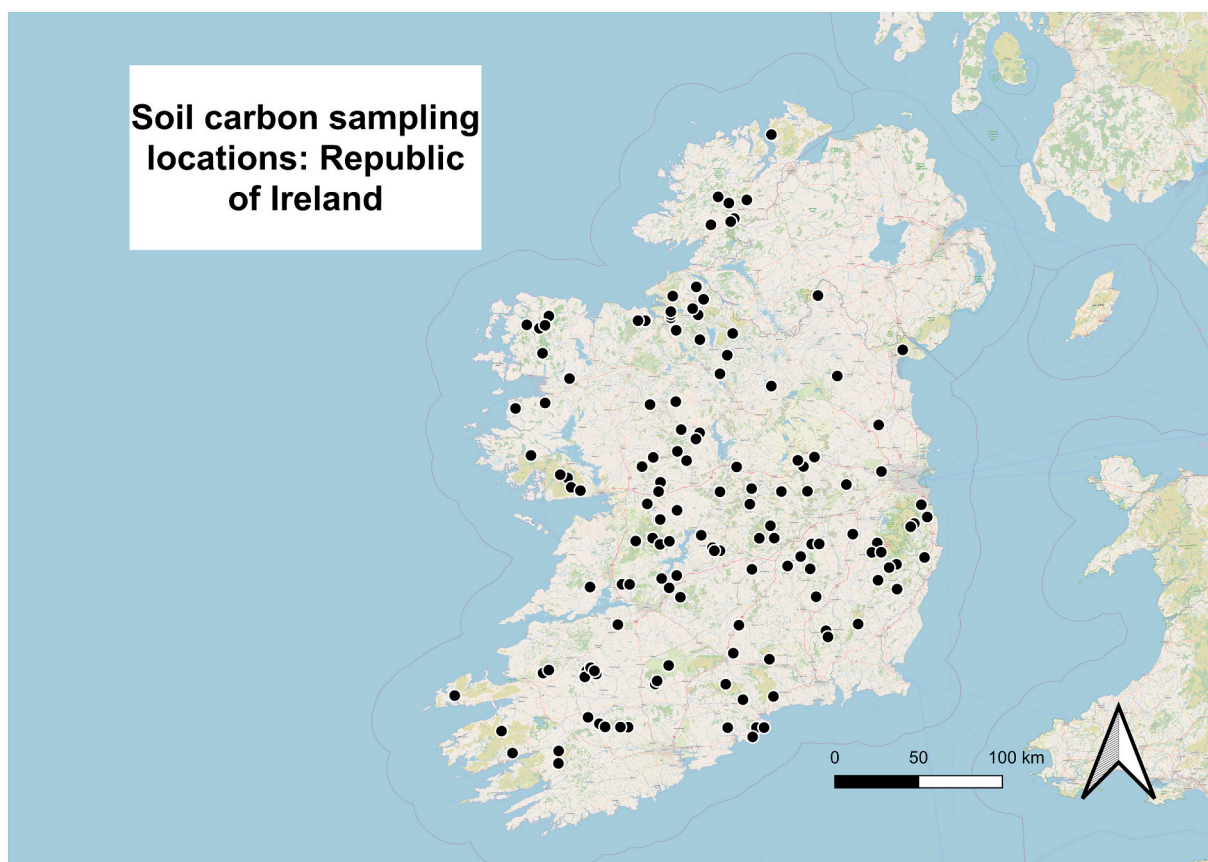 Soil carbon sampling
locations: Republic
of Ireland
0 50 100 km